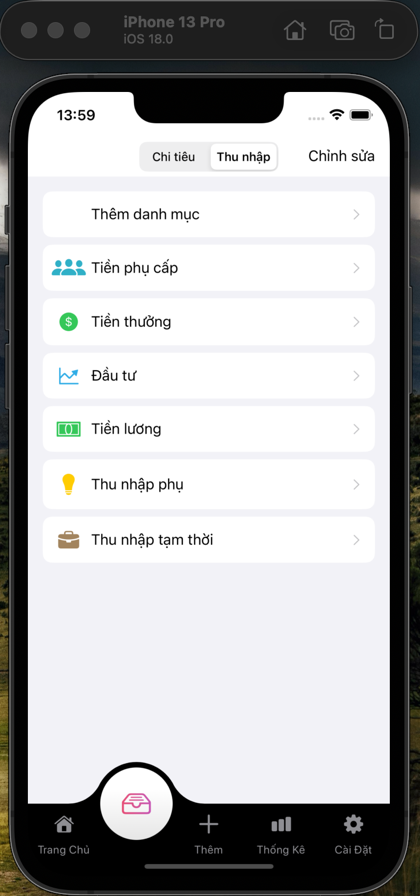 iPhone 13 Pro
iOS 18.0
13:59
Chi tiêu
Thu nhập
Chỉnh sửa
Thêm danh mục
Tiền phụ cấp
Tiền thưởng
Đầu tư
Tiền lương
Thu nhập phụ
Thu nhập tạm thời
Trang Chủ
Thêm
Thống Kê
Cài Đặt